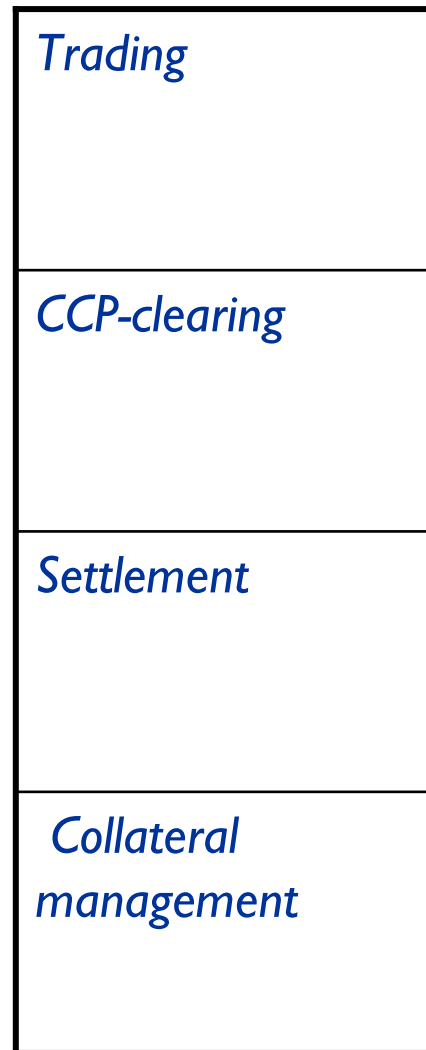 Trading
CCP-clearing
Settlement
Collateral
management